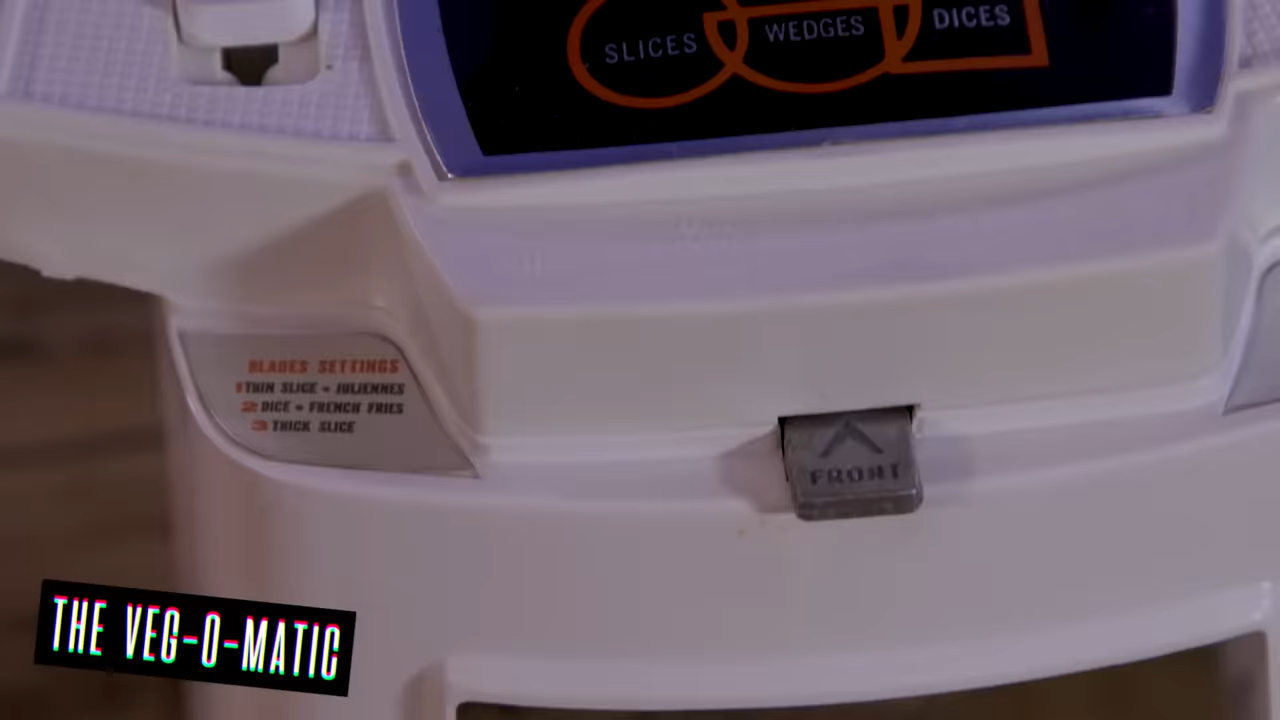 SLICES WEDGES DICES
BLADES SETTINGS
1 THIN SLICE - JULIENNES
2 DICE - FRENCH FRIES
3 THICK SLICE
FRONT
THE VEG-O-MATIC